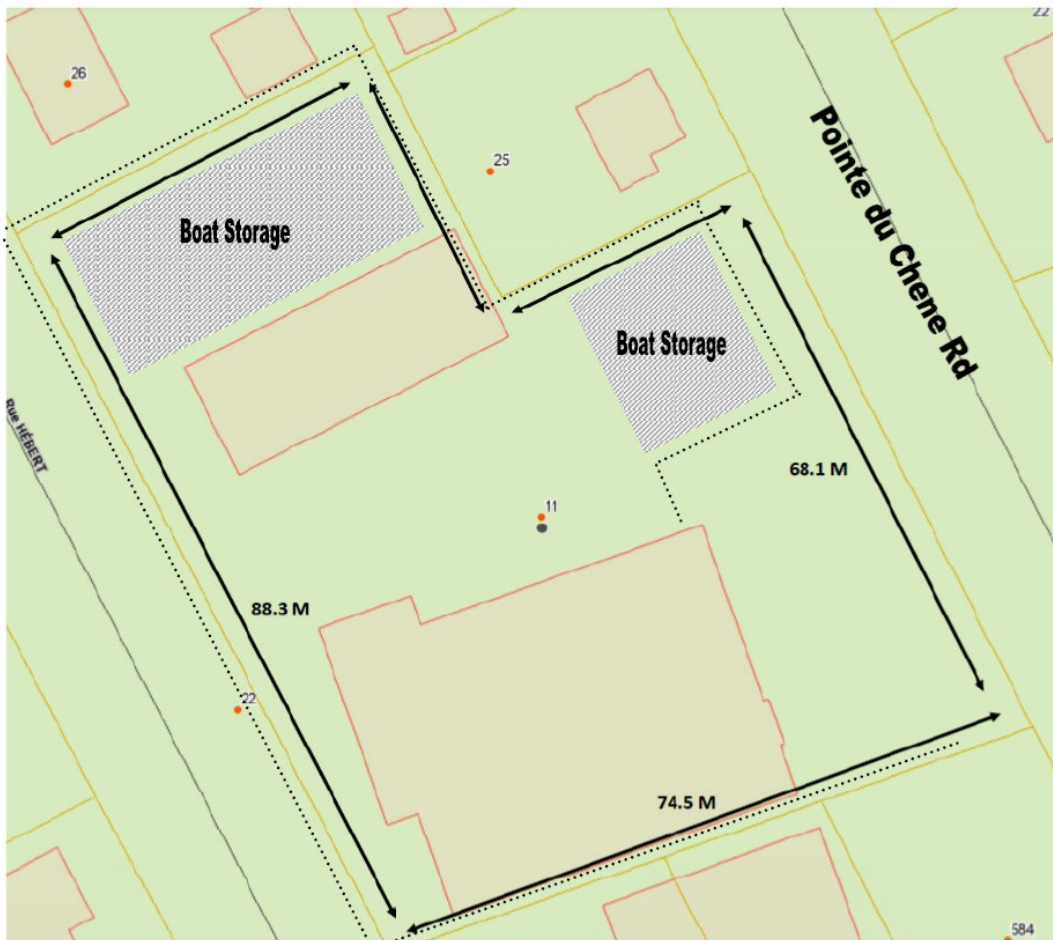 22
26
25
Pointe du Chene Rd
Boat Storage
Boat Storage
Rue HÉBERT
68.1 M
11
88.3 M
22
74.5 M
584